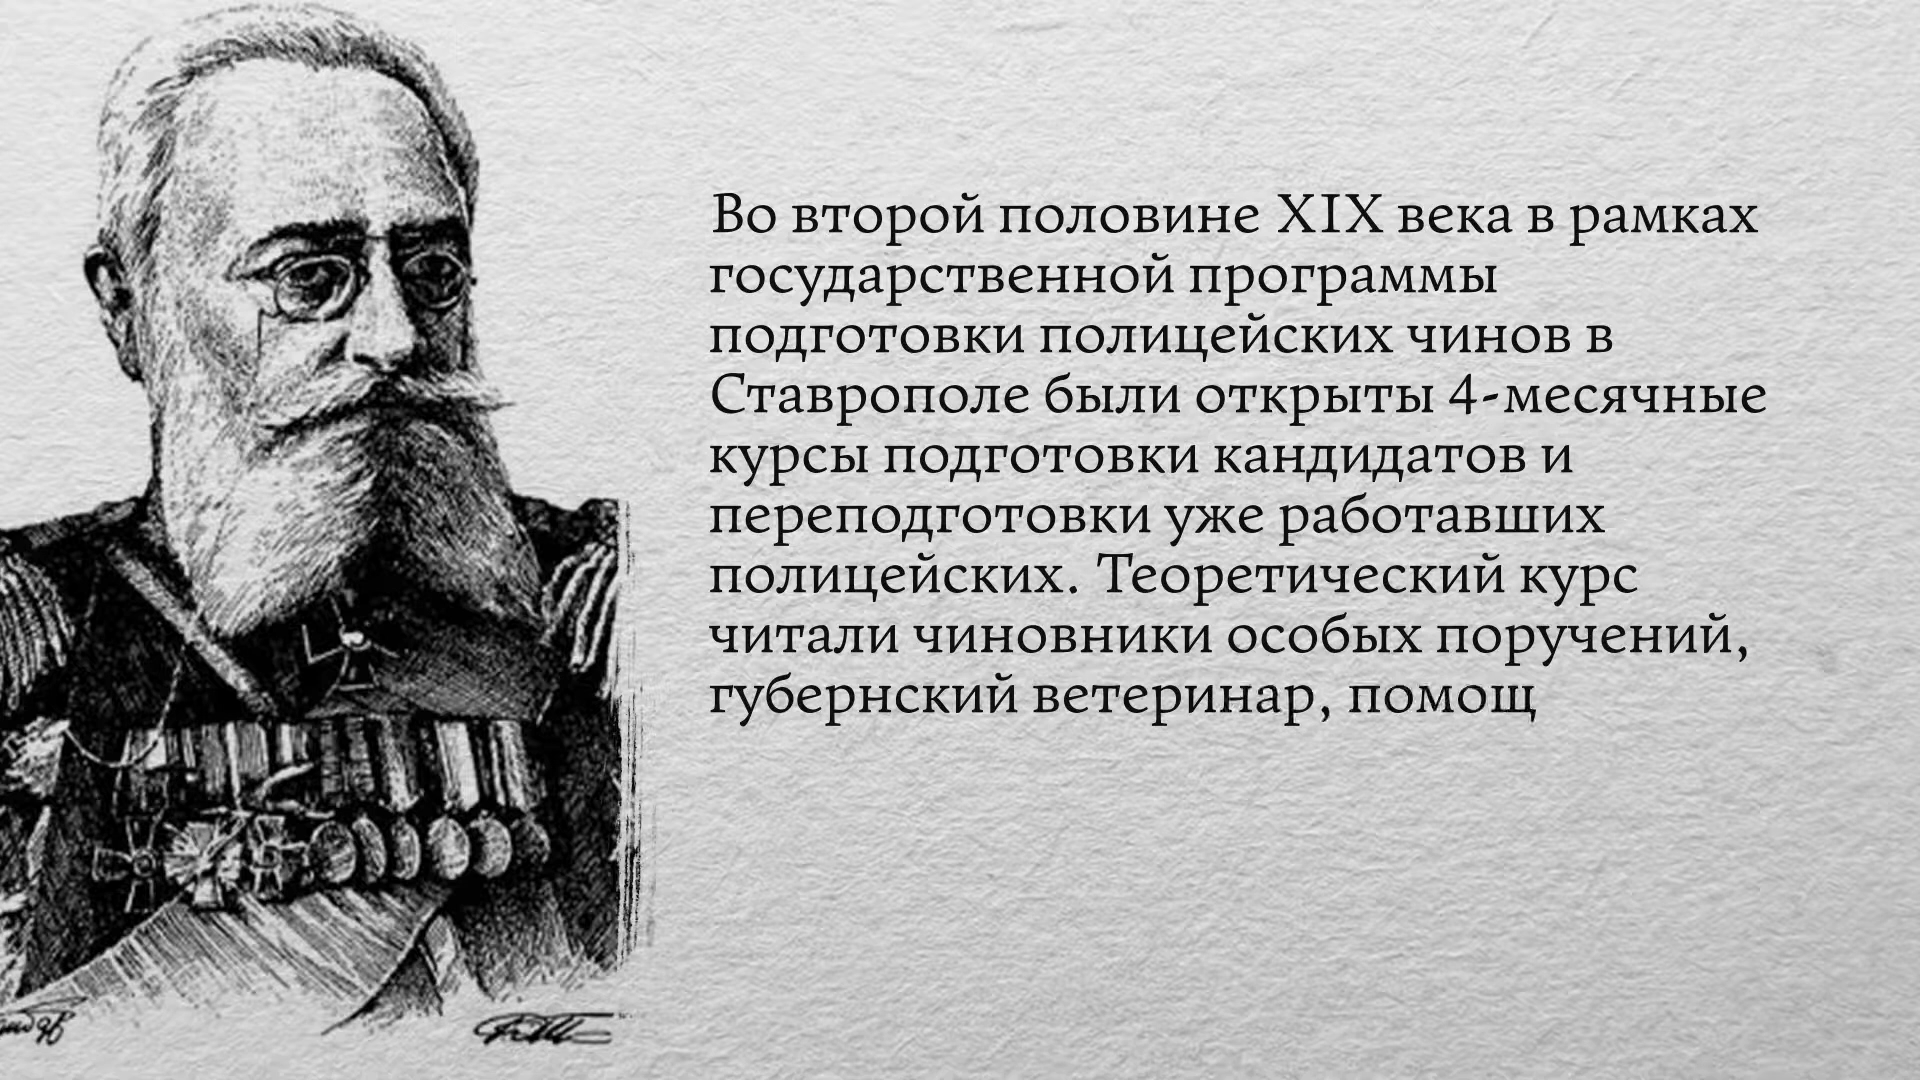 Во второй половине XIX века в рамках
государственной программы
подготовки полицейских чинов в
Ставрополе были открыты 4-месячные
курсы подготовки кандидатов и
переподготовки уже работавших
полицейских. Теоретический курс
читали чиновники особых поручений,
губернский ветеринар, помощ